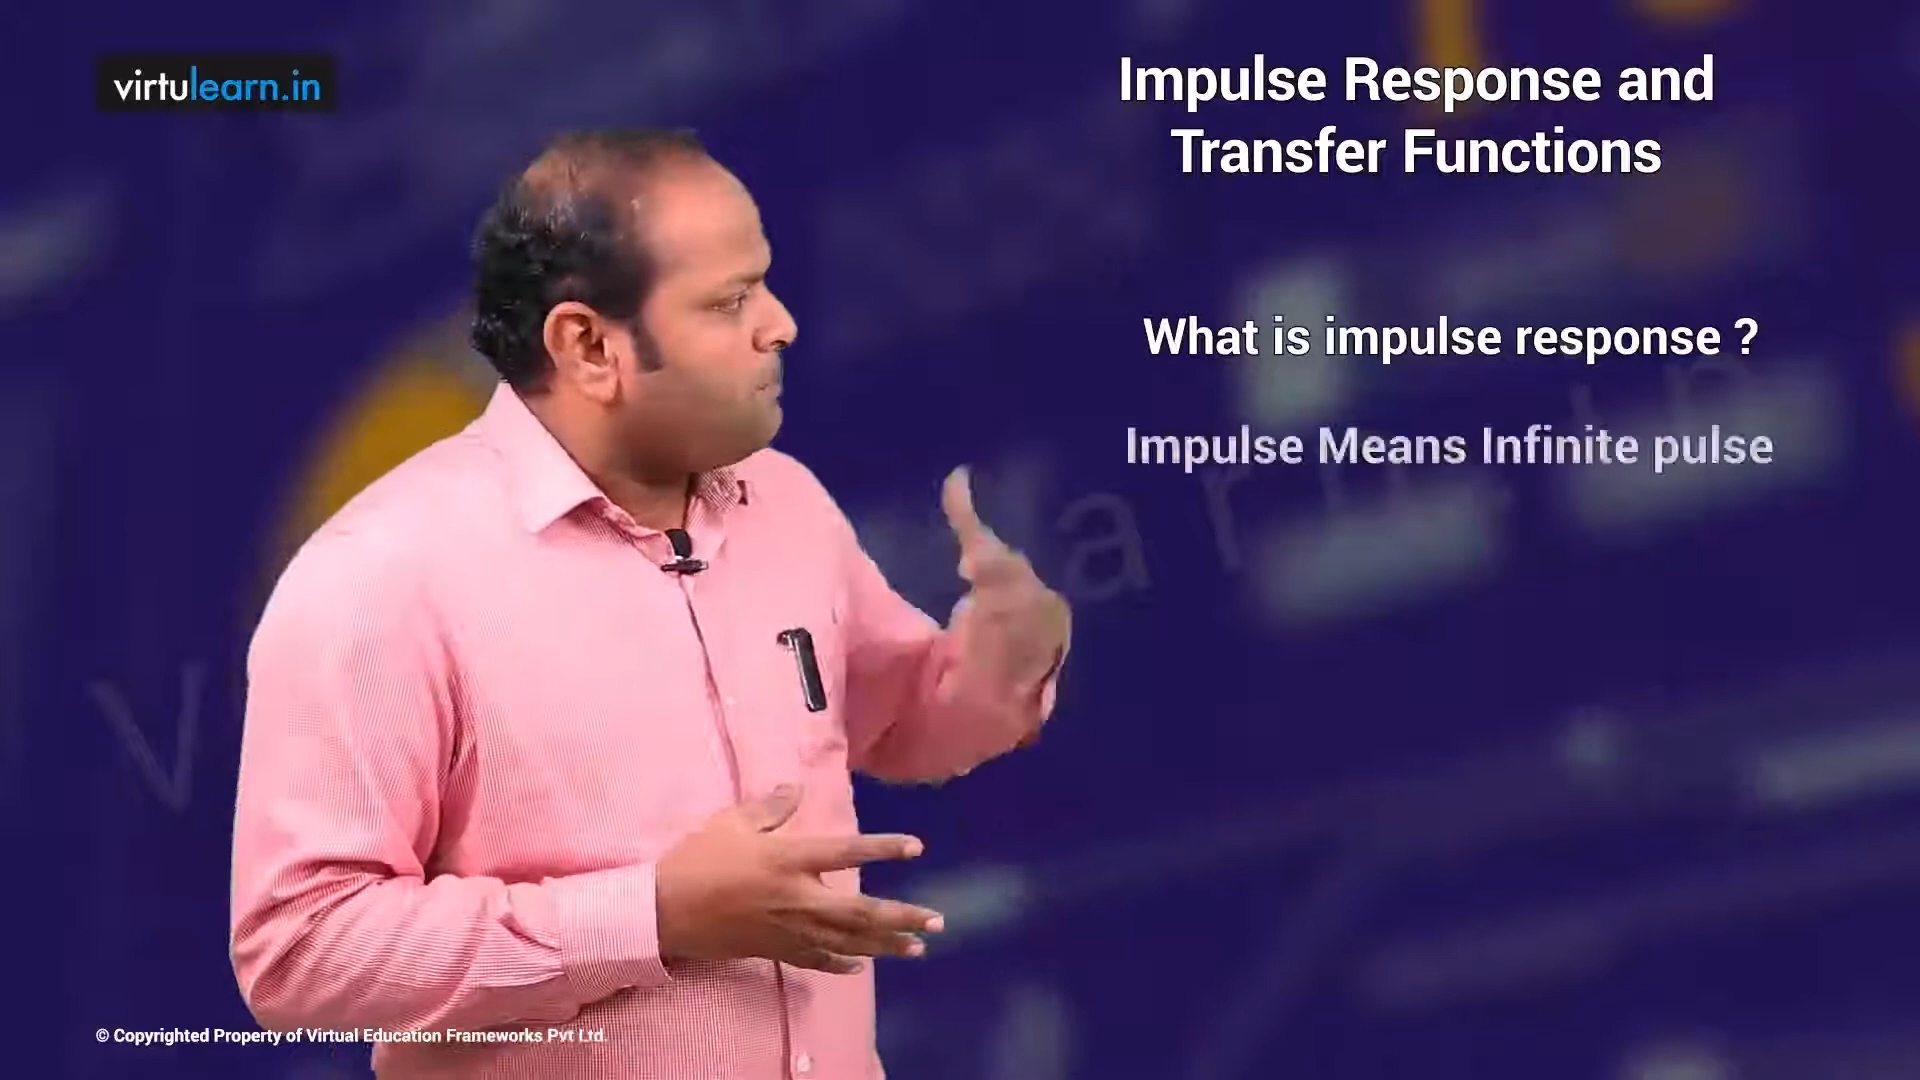 virtulearn.in
Impulse Response and
Transfer Functions
What is impulse response ?
Impulse Means Infinite pulse
© Copyrighted Property of Virtual Education Frameworks Pvt Ltd.